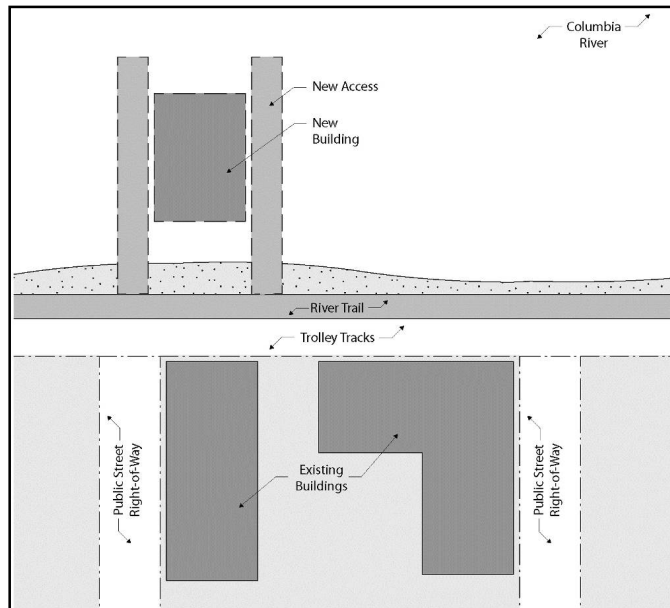 Columbia
River
New Access
New
Building
River Trail
Trolley Tracks
Public Street
Right-of-Way
Existing
Buildings
Public Street
Right-of-Way